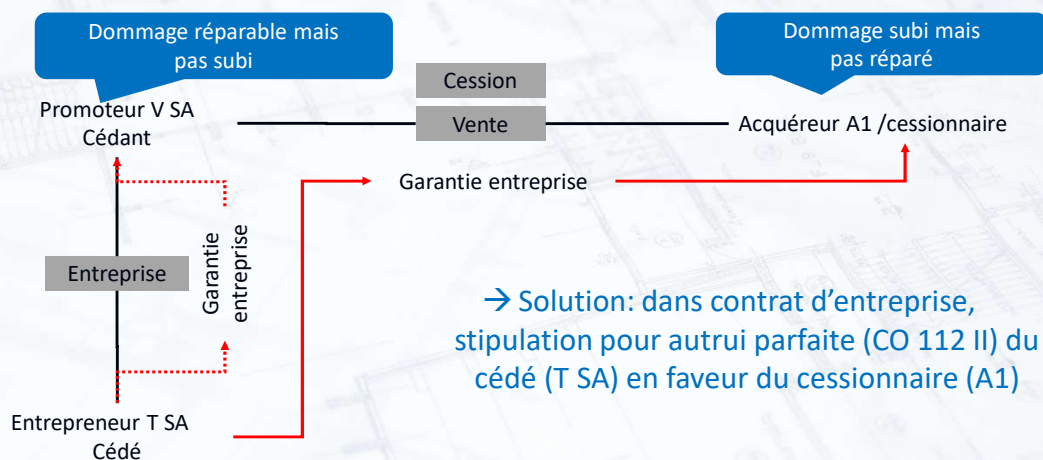 Dommage réparable mais
pas subi
Dommage subi mais
pas réparé
Cession
Promoteur V SA
Cédant
Vente
Acquéreur A1 /cessionnaire
Garantie entreprise
Garantie
entreprise
Entreprise
→ Solution: dans contrat d’entreprise,
stipulation pour autrui parfaite (CO 112 II) du
cédé (T SA) en faveur du cessionnaire (A1)
Entrepreneur T SA
Cédé